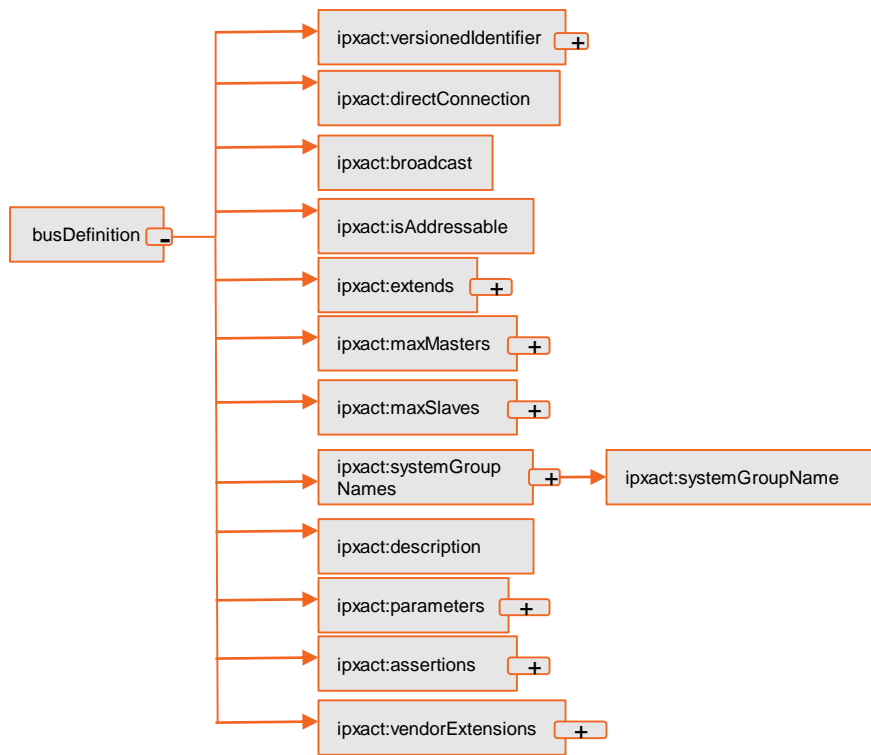 ipxact:versionedIdentifier
+
ipxact:directConnection
ipxact:broadcast
ipxact:isAddressable
busDefinition
-
ipxact:extends
+
ipxact:maxMasters
+
ipxact:maxSlaves
+
ipxact:systemGroup
Names
+
ipxact:systemGroupName
ipxact:description
ipxact:parameters
+
ipxact:assertions
+
ipxact:vendorExtensions
+